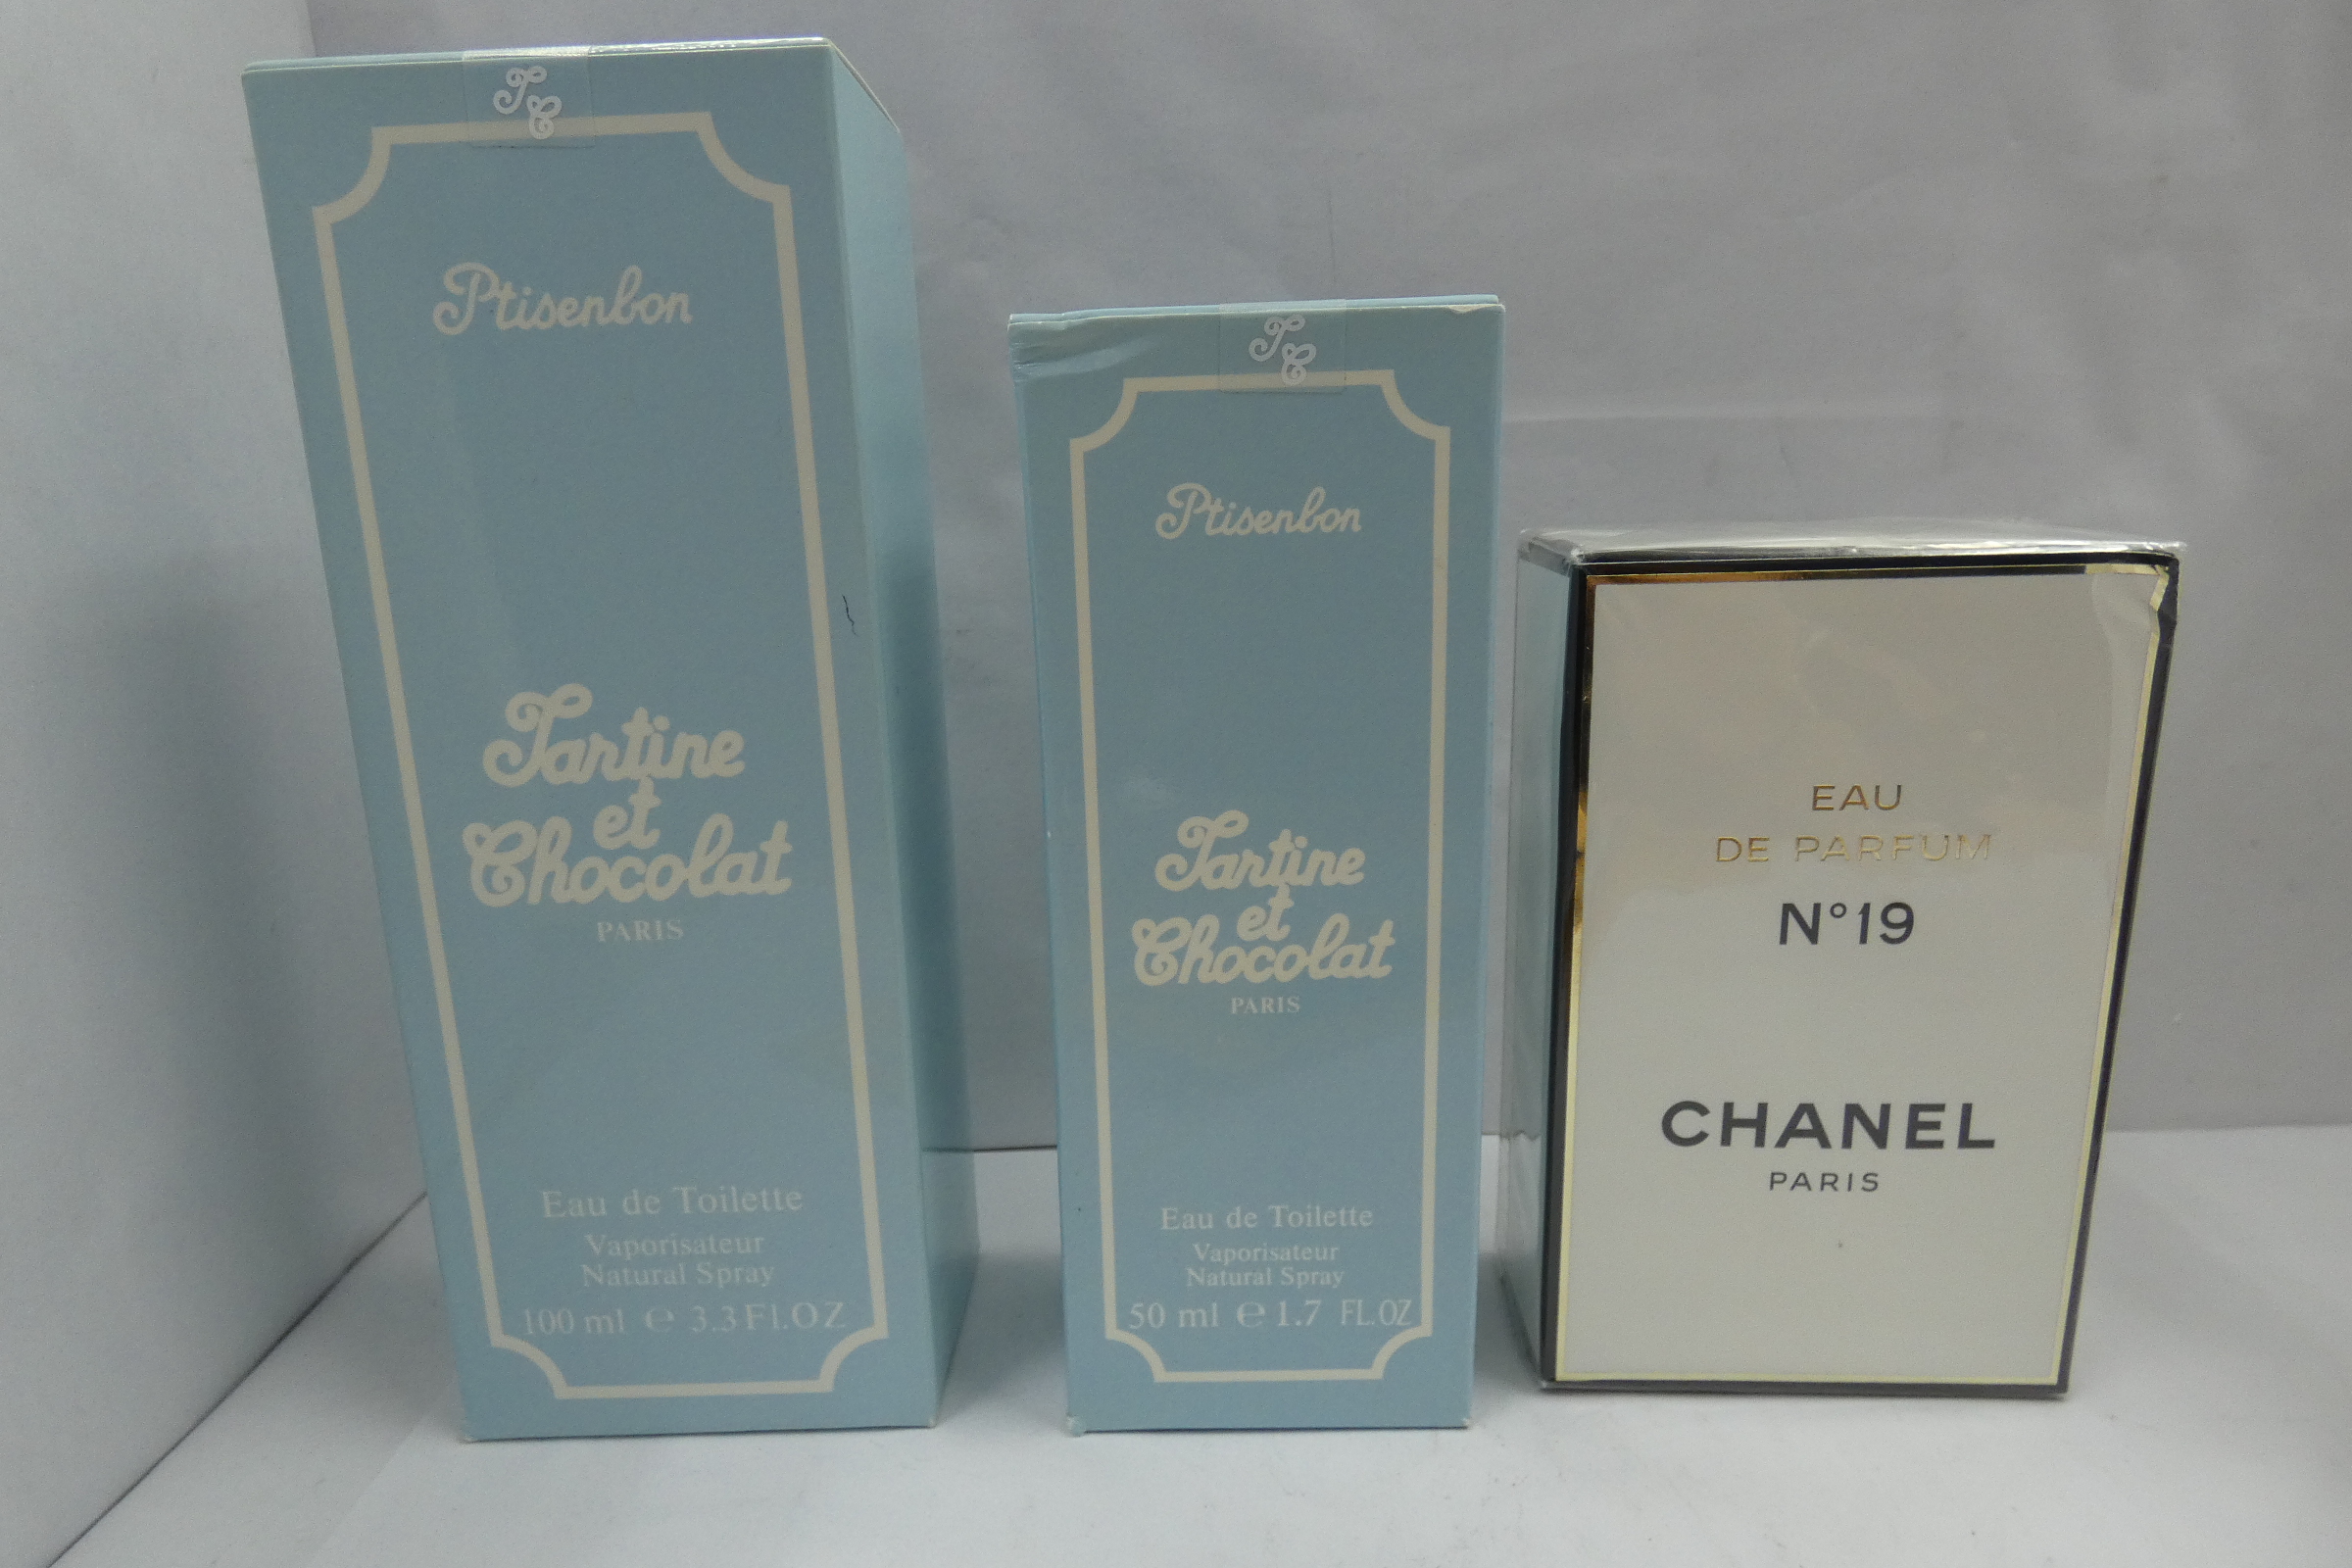 TC
Ptisenbon
Tartine
et
Chocolat
PARIS
Eau de Toilette
Vaporisateur
Natural Spray
100 ml e 3.3 Fl.OZ
TC
Ptisenbon
Tartine
et
Chocolat
PARIS
Eau de Toilette
Vaporisateur
Natural Spray
50 ml e 1.7 FL.OZ
EAU
DE PARFUM
N°19
CHANEL
PARIS